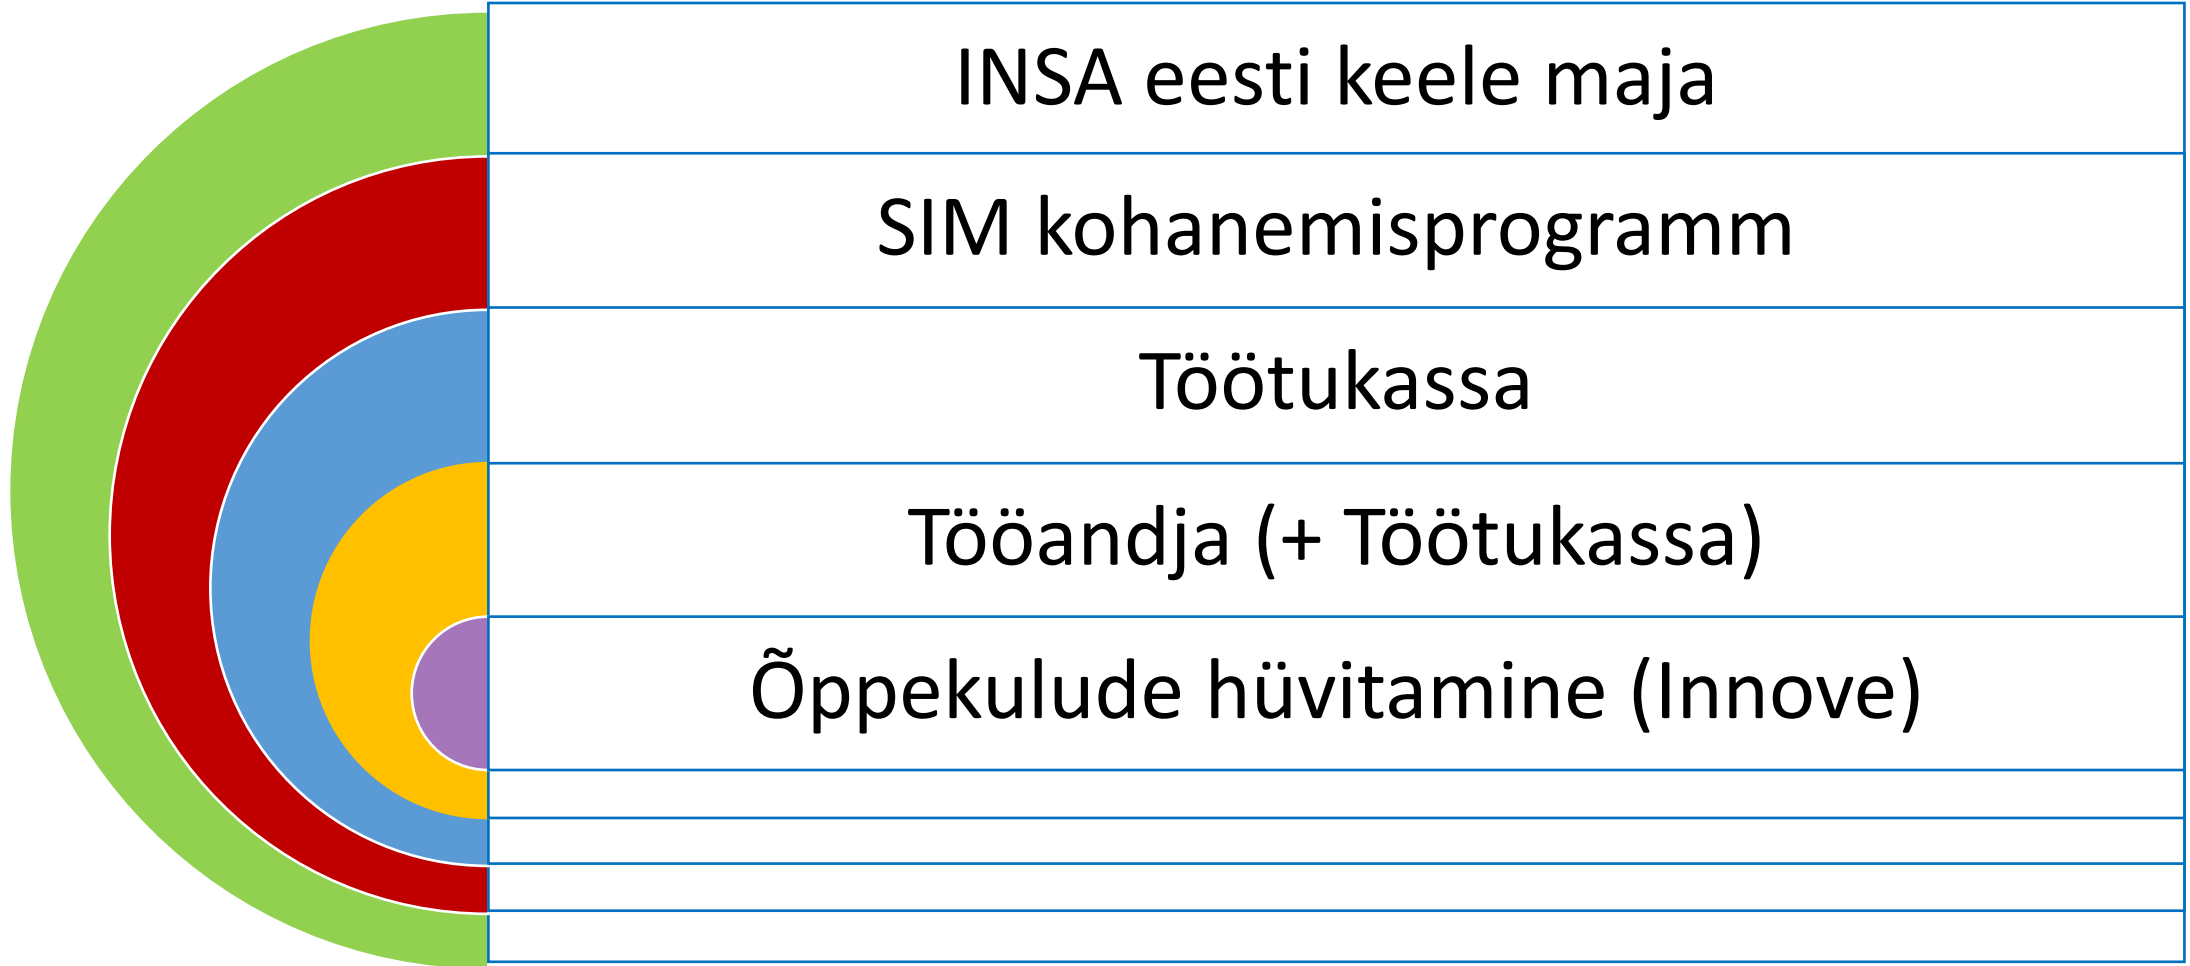 INSA eesti keele maja
SIM kohanemisprogramm
Töötukassa
Tööandja (+ Töötukassa)
Õppekulude hüvitamine (Innove)